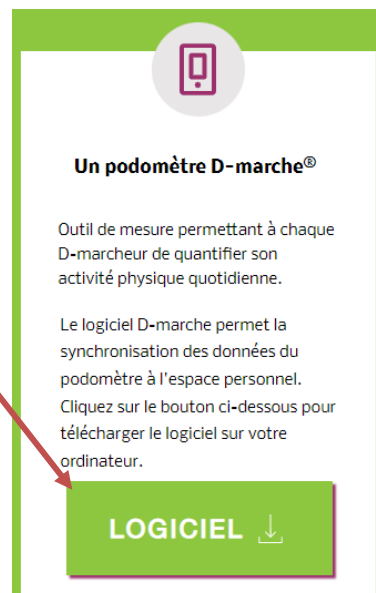 Un podomètre D-marche®
Outil de mesure permettant à chaque
D-marcheur de quantifier son
activité physique quotidienne.
Le logiciel D-marche permet la
synchronisation des données du
podomètre à l'espace personnel.
Cliquez sur le bouton ci-dessous pour
télécharger le logiciel sur votre
ordinateur.
LOGICIEL